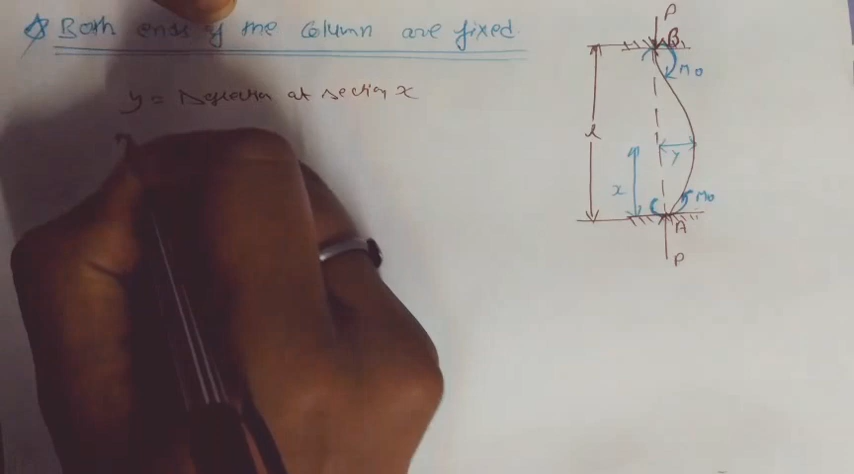 Both ends of the column are fixed.
y = Deflection at section x
P
B
Mo
l
y
x
Mo
A
P